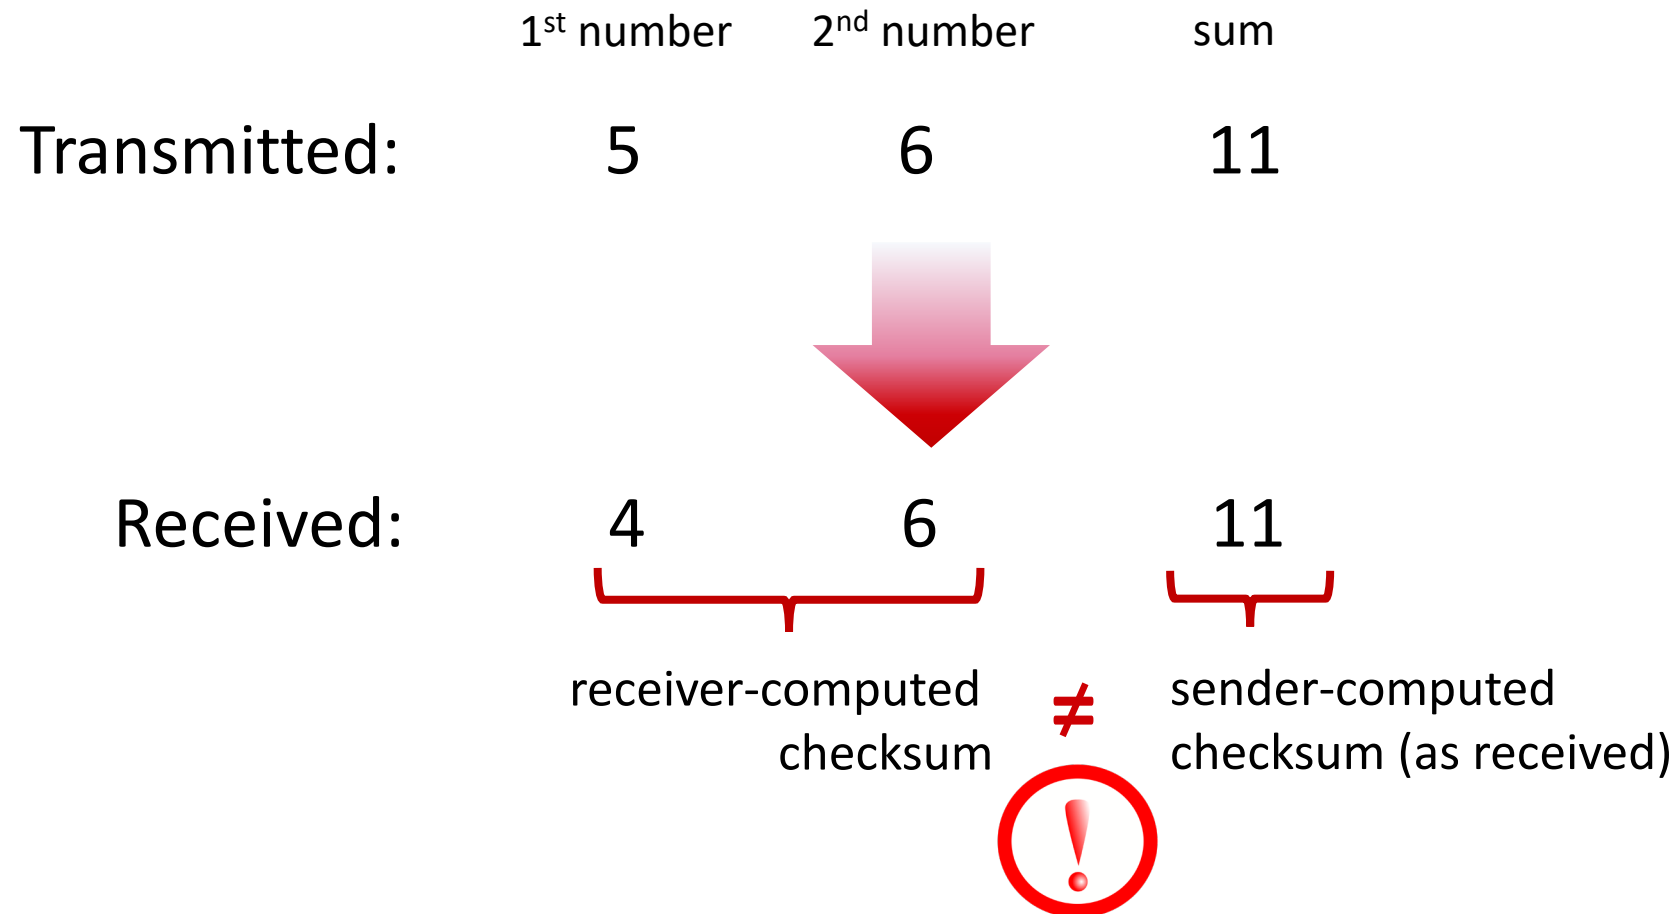 1st number 2nd number sum
Transmitted: 5 6 11
Received: 4 6 11
receiver-computed checksum
≠
sender-computed checksum (as received)
!